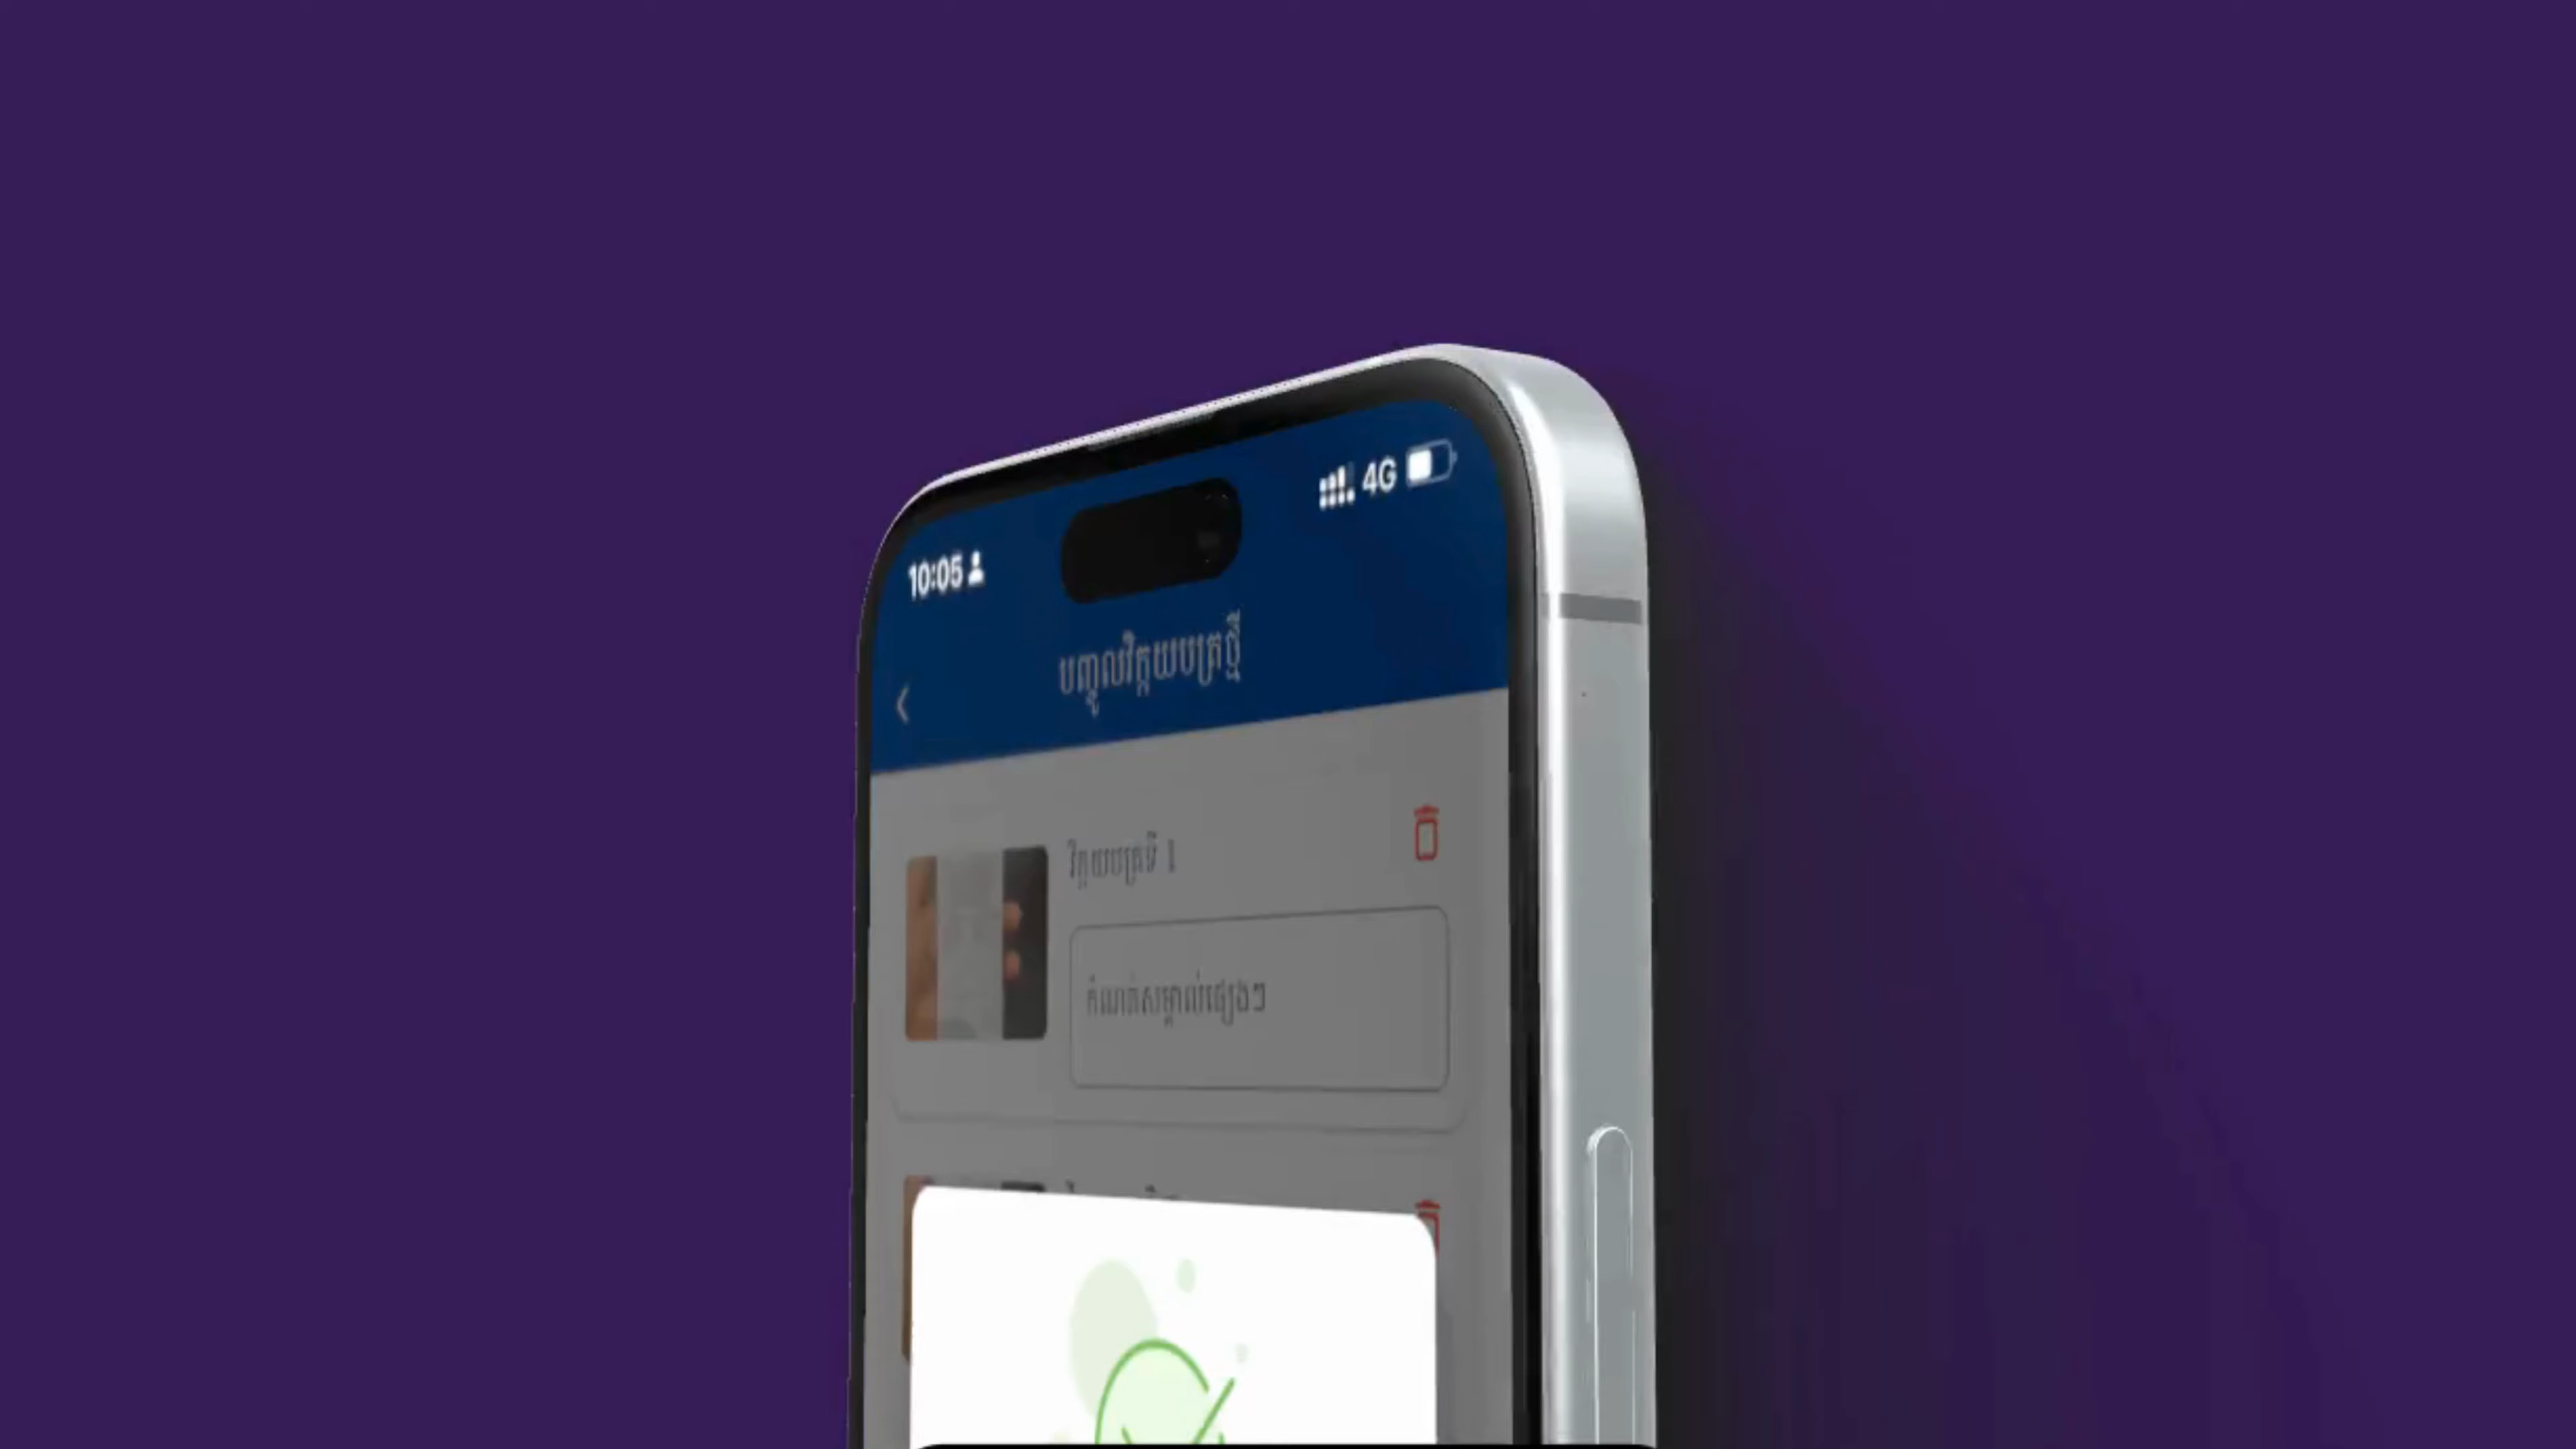 10:05
4G
បញ្ចូលវិក្កយបត្រថ្មី
វិក្កយបត្រទី 1
កំណត់សម្គាល់ផ្សេងៗ